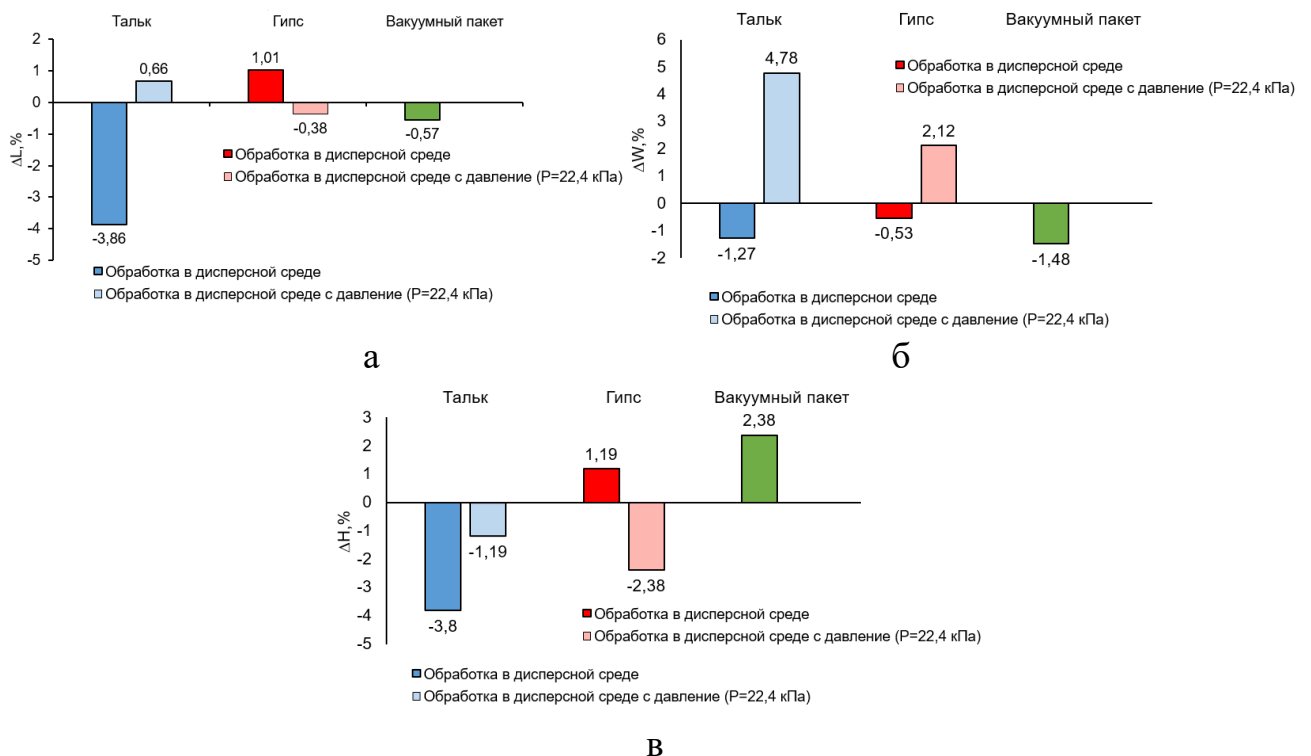 Тальк Гипс Вакуумный пакет
2
1
0
-1
-2
-3
-4
-5
ΔL,%
0,66
1,01
-0,38
-0,57
-3,86
Обработка в дисперсной среде
Обработка в дисперсной среде с давление (P=22,4 кПа)
Обработка в дисперсной среде
Обработка в дисперсной среде с давление (P=22,4 кПа)
а
Тальк Гипс Вакуумный пакет
6
5
4
3
2
1
0
-1
-2
ΔW,%
4,78
Обработка в дисперсной среде
Обработка в дисперсной среде с давление (P=22,4 кПа)
2,12
-1,27
-0,53
-1,48
Обработка в дисперснои среде
Обработка в дисперсной среде с давление (P=22,4 кПа)
б
Тальк Гипс Вакуумный пакет
3
2
1
0
-1
-2
-3
-4
-5
ΔH,%
2,38
1,19
-1,19
-2,38
-3,8
Обработка в дисперсной среде
Обработка в дисперсной среде с давление (P=22,4 кПа)
Обработка в дисперсной среде
Обработка в дисперсной среде с давление (P=22,4 кПа)
в